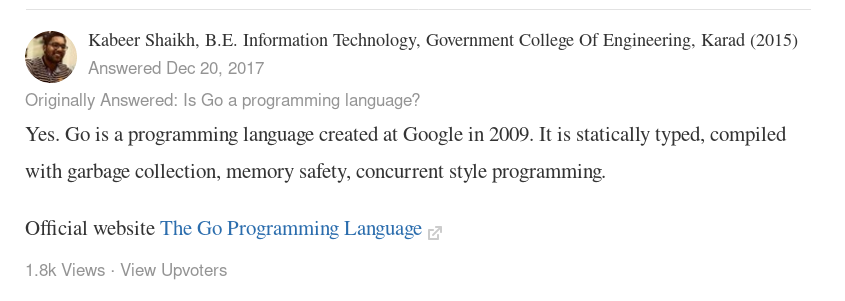 Kabeer Shaikh, B.E. Information Technology, Government College Of Engineering, Karad (2015)
Answered Dec 20, 2017
Originally Answered: Is Go a programming language?
Yes. Go is a programming language created at Google in 2009. It is statically typed, compiled
with garbage collection, memory safety, concurrent style programming.
Official website The Go Programming Language
1.8k Views · View Upvoters